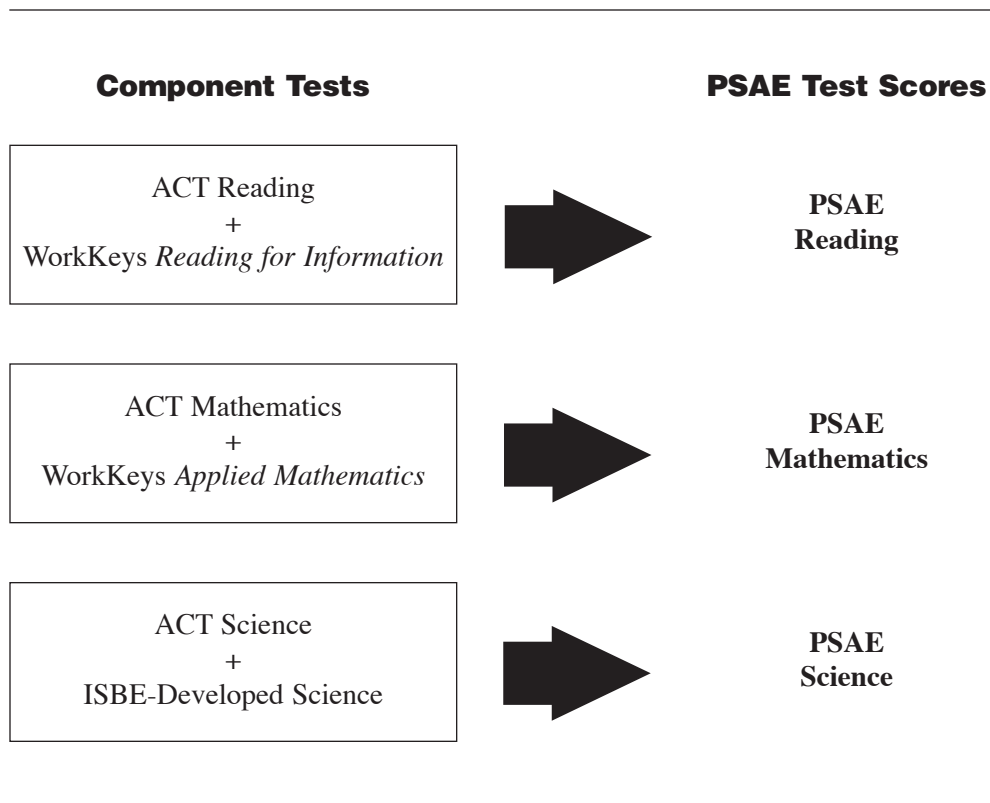 Component Tests
PSAE Test Scores
ACT Reading
+
WorkKeys Reading for Information
PSAE
Reading
ACT Mathematics
+
WorkKeys Applied Mathematics
PSAE
Mathematics
ACT Science
+
ISBE-Developed Science
PSAE
Science